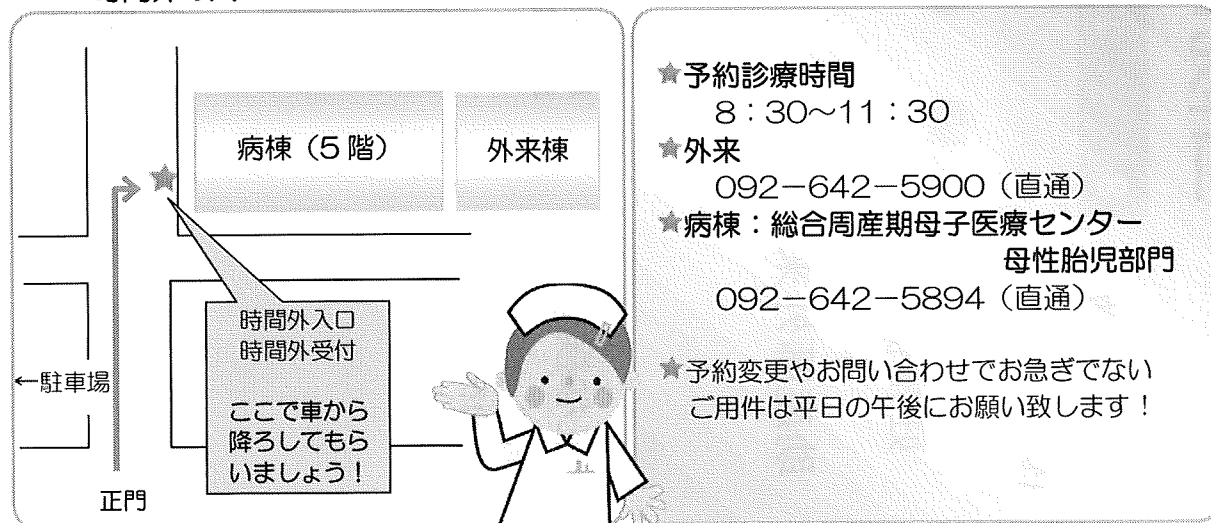 病棟（5階）
外来棟
時間外入口
時間外受付
ここで車から
降ろしてもら
いましょう！
←駐車場
正門
★予約診療時間
8：30～11：30
★外来
092－642－5900（直通）
★病棟：総合周産期母子医療センター
母性胎児部門
092－642－5894（直通）
★予約変更やお問い合わせでお急ぎでない
ご用件は平日の午後にお願い致します！